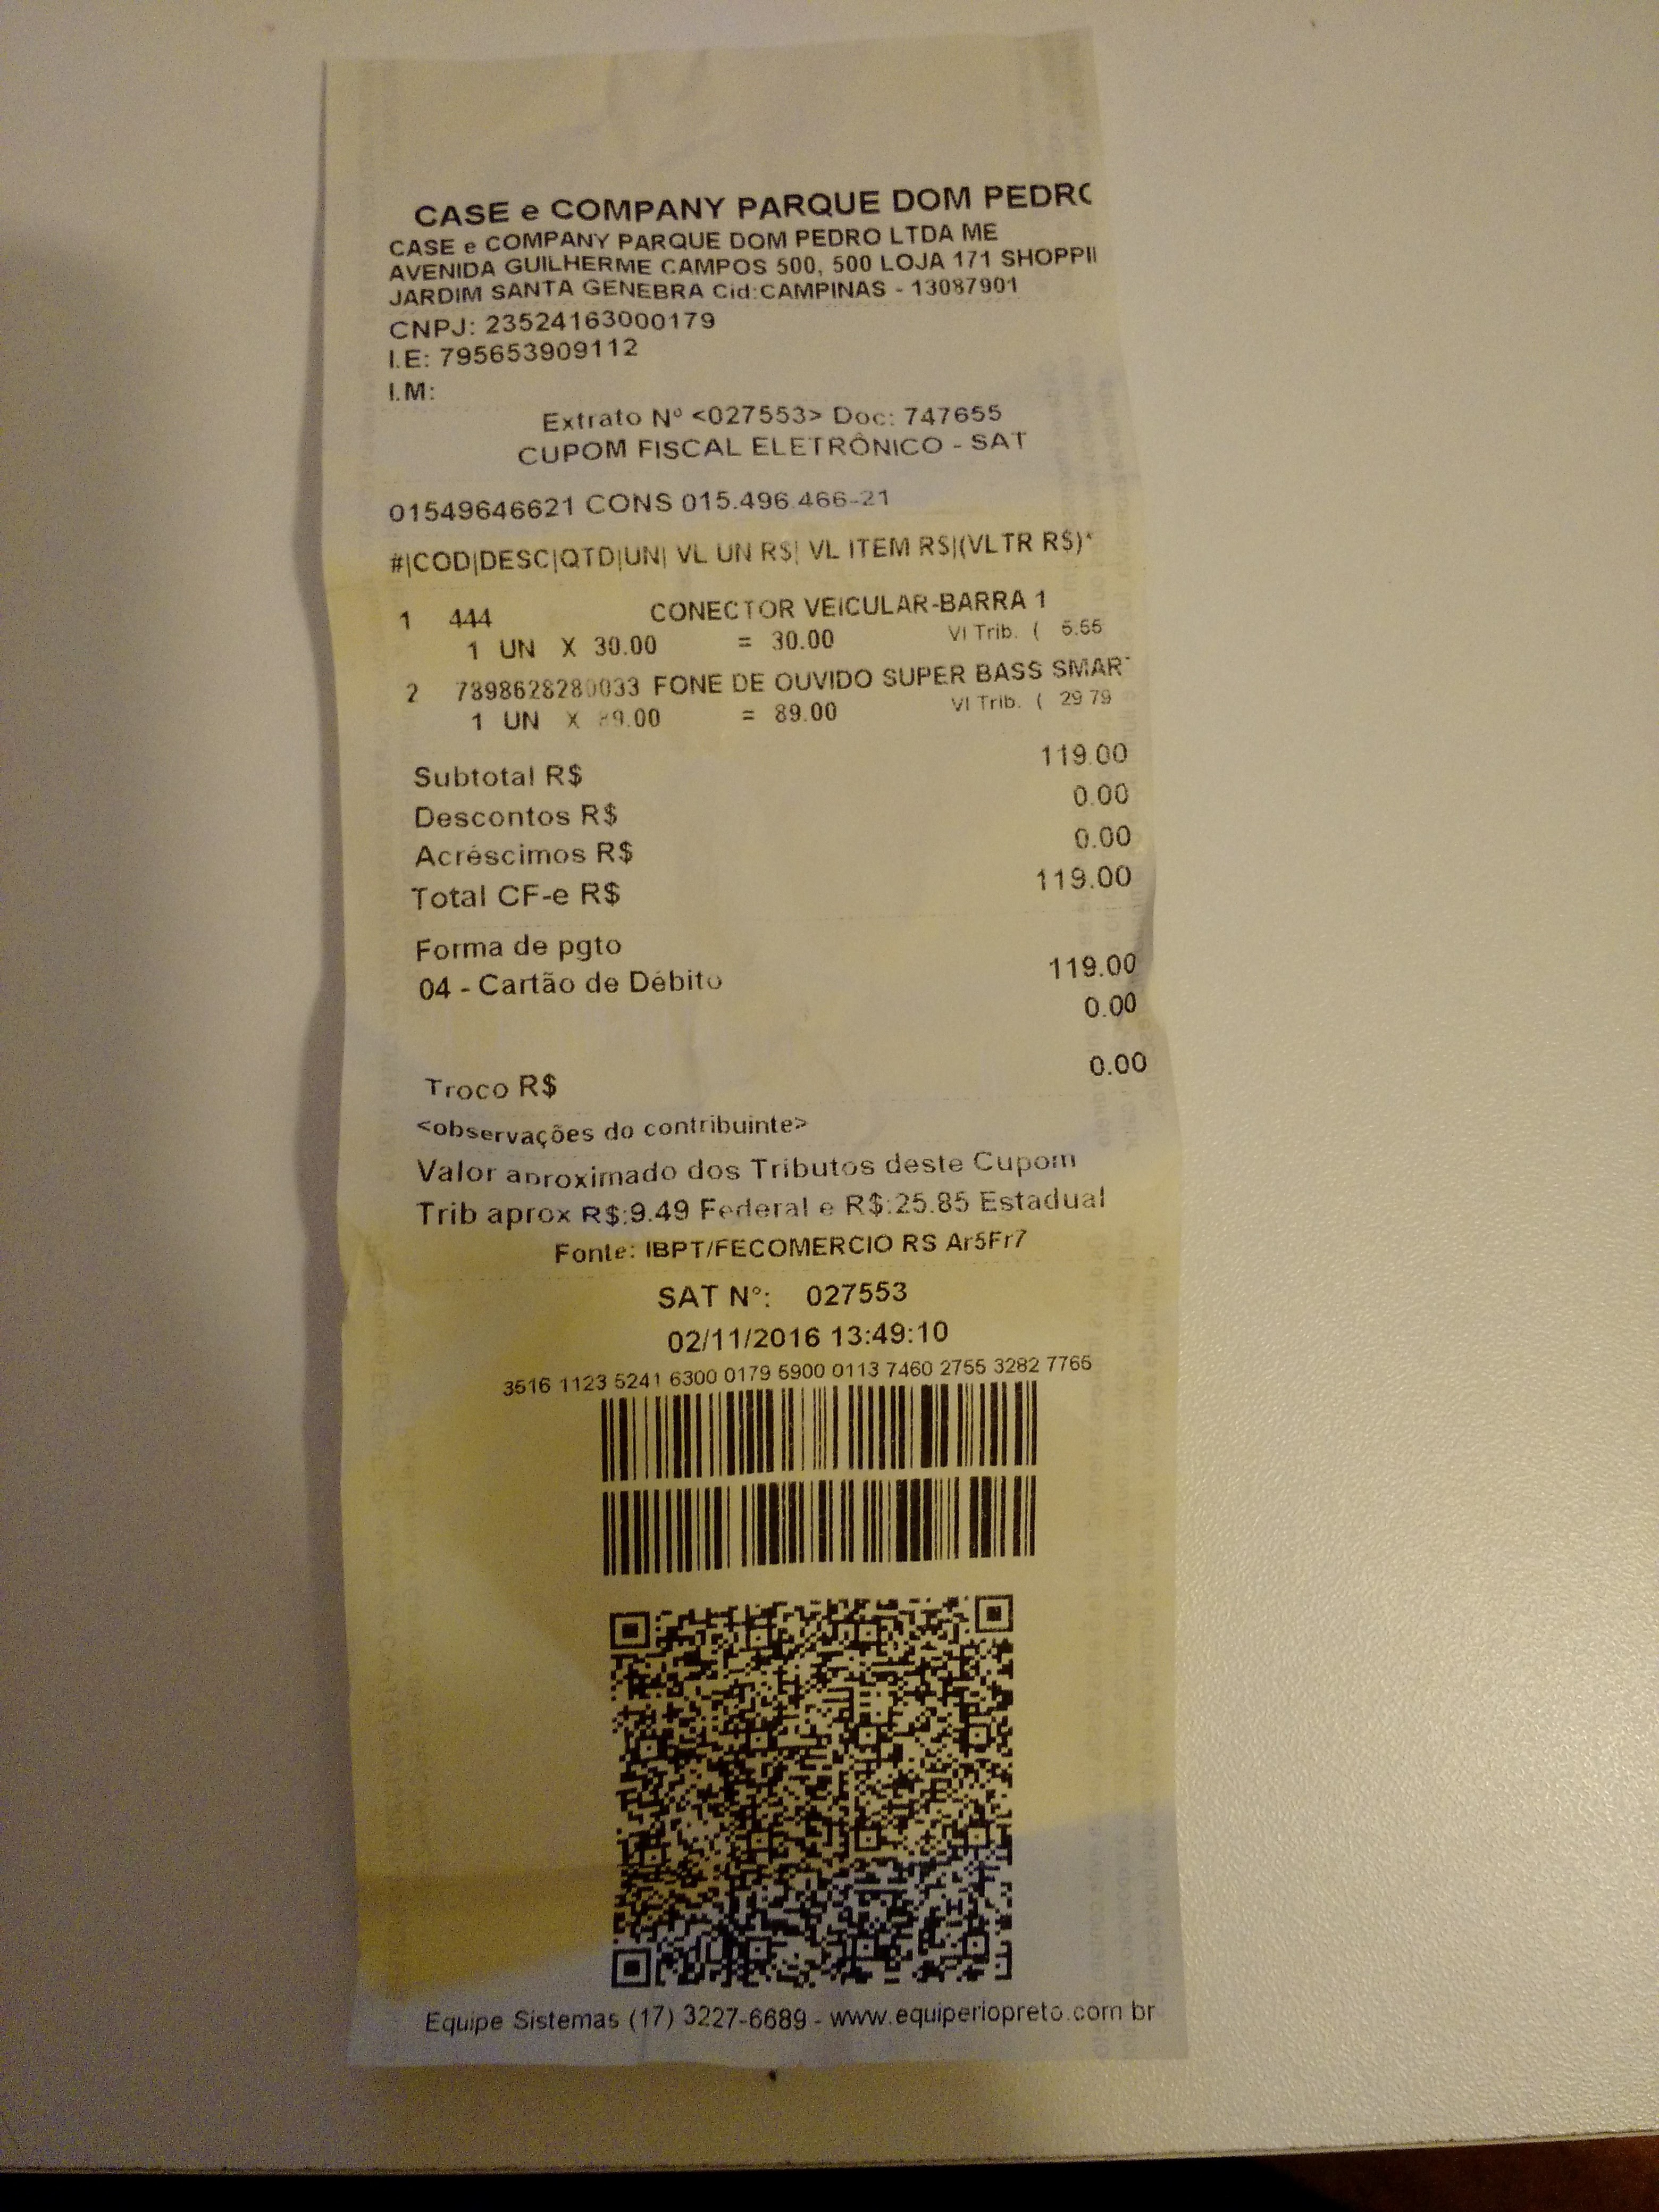 CASE e COMPANY PARQUE DOM PEDRO
CASE e COMPANY PARQUE DOM PEDRO LTDA ME
AVENIDA GUILHERME CAMPOS 500, 500 LOJA 171 SHOPPII
JARDIM SANTA GENEBRA Cid:CAMPINAS - 13087901
CNPJ: 23524163000179
I.E: 795653909112
I.M:
Extrato Nº <027553> Doc: 747655
CUPOM FISCAL ELETRÔNICO - SAT
01549646621 CONS 015.496.466-21
#|COD|DESC|QTD|UN| VL UN R$| VL ITEM R$|(VLTR R$)*
1 444 CONECTOR VEICULAR-BARRA 1
1 UN X 30.00 = 30.00 Vl Trib. ( 5.55
2 7898628280033 FONE DE OUVIDO SUPER BASS SMART
1 UN X 89.00 = 89.00 Vl Trib. ( 29.79
Subtotal R$ 119.00
Descontos R$ 0.00
Acréscimos R$ 0.00
Total CF-e R$ 119.00
Forma de pgto
04 - Cartão de Débito 119.00
0.00
Troco R$ 0.00
<observações do contribuinte>
Valor aproximado dos Tributos deste Cupom
Trib aprox R$:9.49 Federal e R$:25.85 Estadual
Fonte: IBPT/FECOMERCIO RS Ar5Fr7
SAT N°: 027553
02/11/2016 13:49:10
3516 1123 5241 6300 0179 5900 0113 7460 2755 3282 7765
Equipe Sistemas (17) 3227-6689 - www.equiperiopreto.com.br